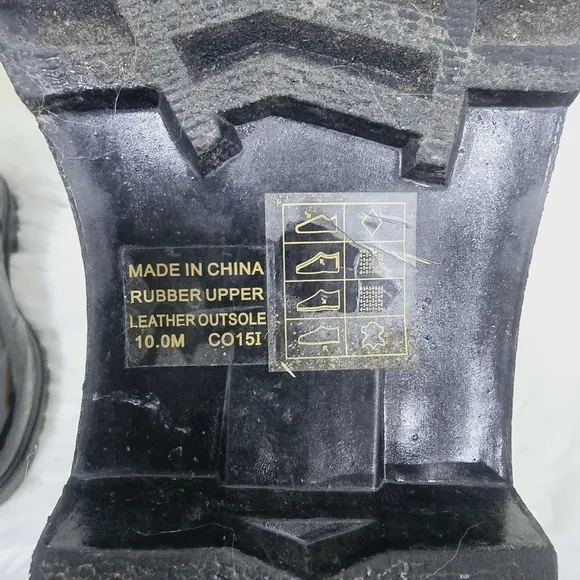 MADE IN CHINA
RUBBER UPPER
LEATHER OUTSOLE
10.0M CO15I